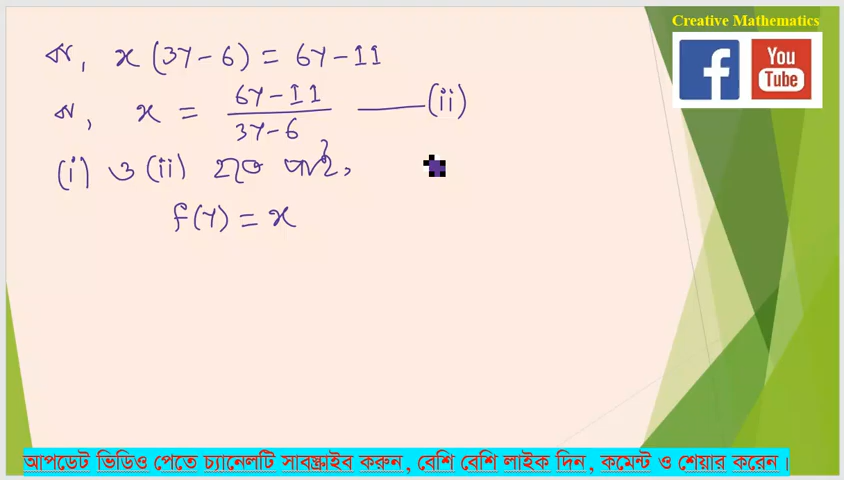 Creative Mathematics
f You Tube
বা, x (3y – 6) = 6y – 11
বা, x = (6y – 11)/(3y – 6) ——— (ii)
(i) ও (ii) হতে পাই,
f(y) = x
আপডেট ভিডিও পেতে চ্যানেলটি সাবস্ক্রাইব করুন, বেশি বেশি লাইক দিন, কমেন্ট ও শেয়ার করেন।